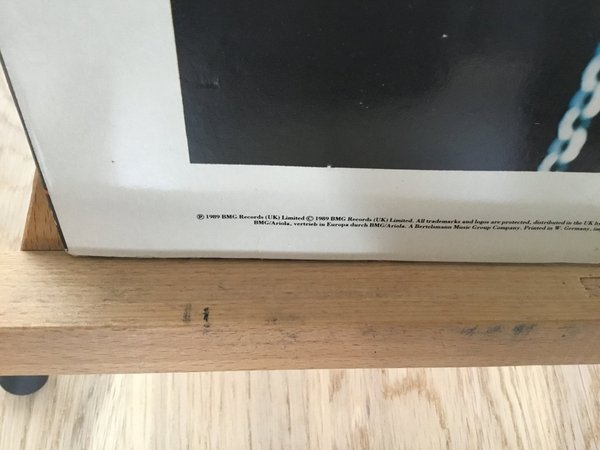 ℗ 1989 BMG Records (UK) Limited © 1989 BMG Records (UK) Limited. All trademarks and logos are protected, distributed in the UK
BMG/Ariola, vertrieb in Europa durch BMG/Ariola. A Bertelsmann Music Group Company. Printed in W. Germany,